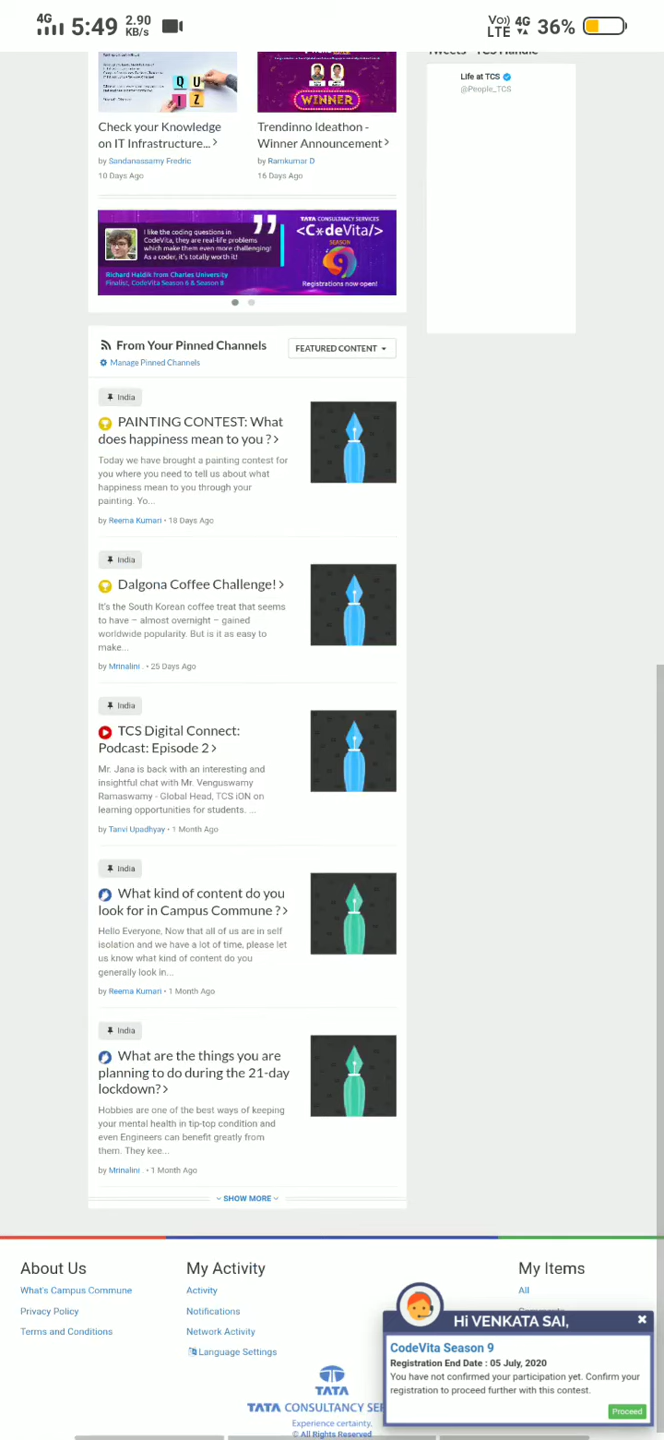 4G 5:49 2.90 KB/s
Vo) LTE 4G 36%
QUIZ
WINNER
Check your Knowledge
on IT Infrastructure... >
by Sandanassamy Fredric
10 Days Ago
Trendinno Ideathon -
Winner Announcement >
by Ramkumar D
16 Days Ago
Life at TCS
@People_TCS
I like the coding questions in
CodeVita, they are real-life problems
which make them even more challenging!
As a coder, it's totally worth it!
Richard Haldik from Charles University
Finalist, CodeVita Season 6 & Season 8
TATA CONSULTANCY SERVICES
<C*deVita/>
SEASON
9
Registrations now open!
From Your Pinned Channels
FEATURED CONTENT
Manage Pinned Channels
India
PAINTING CONTEST: What
does happiness mean to you ? >
Today we have brought a painting contest for
you where you need to tell us about what
happiness mean to you through your
painting. Yo...
by Reema Kumari • 18 Days Ago
India
Dalgona Coffee Challenge! >
It's the South Korean coffee treat that seems
to have – almost overnight – gained
worldwide popularity. But is it as easy to
make...
by Mrinalini . • 25 Days Ago
India
TCS Digital Connect:
Podcast: Episode 2 >
Mr. Jana is back with an interesting and
insightful chat with Mr. Venguswamy
Ramaswamy - Global Head, TCS iON on
learning opportunities for students. ...
by Tanvi Upadhyay • 1 Month Ago
India
What kind of content do you
look for in Campus Commune ? >
Hello Everyone, Now that all of us are in self
isolation and we have a lot of time, please let
us know what kind of content do you
generally look in...
by Reema Kumari • 1 Month Ago
India
What are the things you are
planning to do during the 21-day
lockdown? >
Hobbies are one of the best ways of keeping
your mental health in tip-top condition and
even Engineers can benefit greatly from
them. They kee...
by Mrinalini . • 1 Month Ago
SHOW MORE
About Us
What's Campus Commune
Privacy Policy
Terms and Conditions
My Activity
Activity
Notifications
Network Activity
Language Settings
My Items
All
Hi VENKATA SAI,
CodeVita Season 9
Registration End Date : 05 July, 2020
You have not confirmed your participation yet. Confirm your
registration to proceed further with this contest.
Proceed
TATA
TATA CONSULTANCY SER
Experience certainty.
© All Rights Reserved